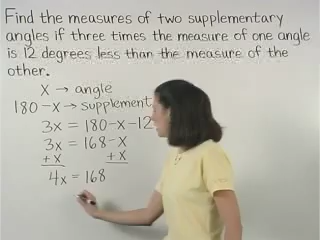 Find the measures of two supplementary
angles if three times the measure of one angle
is 12 degrees less than the measure of the
other.
x → angle
180-x → supplement
3x = 180-x-12
3x = 168-x
+x +x
4x = 168